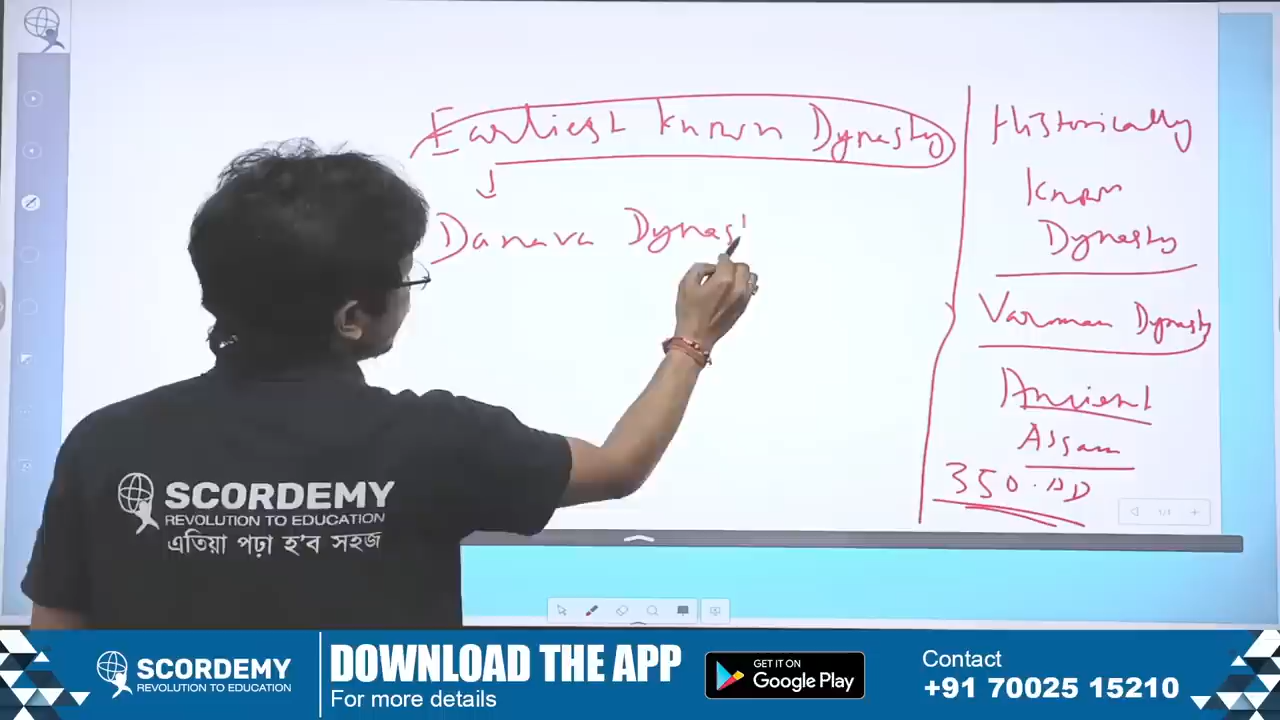 Earliest Known Dynasty
Danava Dynas
Historically
Known
Dynasty
Varman Dynasty
Ancient
Assam
350 AD
1/1
SCORDEMY
REVOLUTION TO EDUCATION
এতিয়া পঢ়া হ'ব সহজ
SCORDEMY
REVOLUTION TO EDUCATION
DOWNLOAD THE APP
For more details
GET IT ON
Google Play
Contact
+91 70025 15210